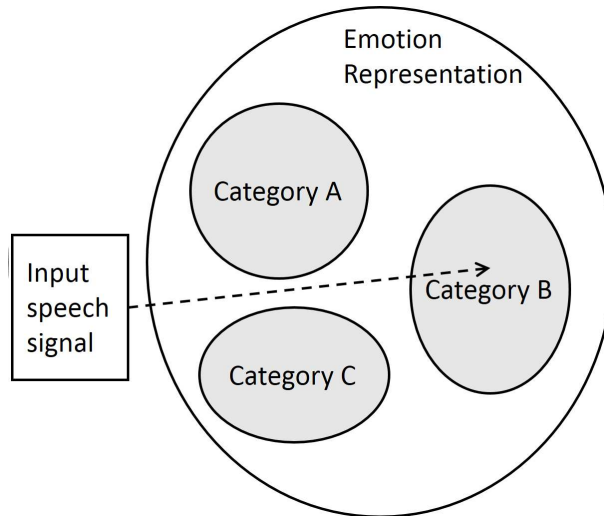 Emotion
Representation
Category A
Input
speech
signal
Category B
Category C